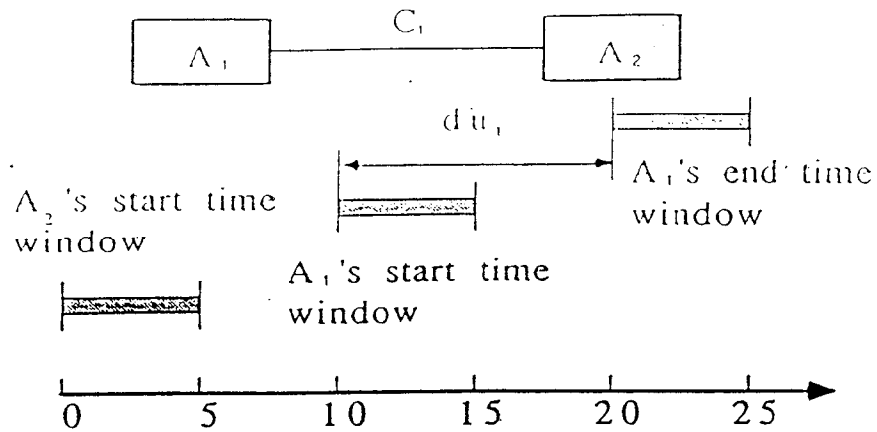 C₁
A₁
A₂
du₁
A₁'s end time
window
A₂'s start time
window
A₁'s start time
window
0 5 10 15 20 25